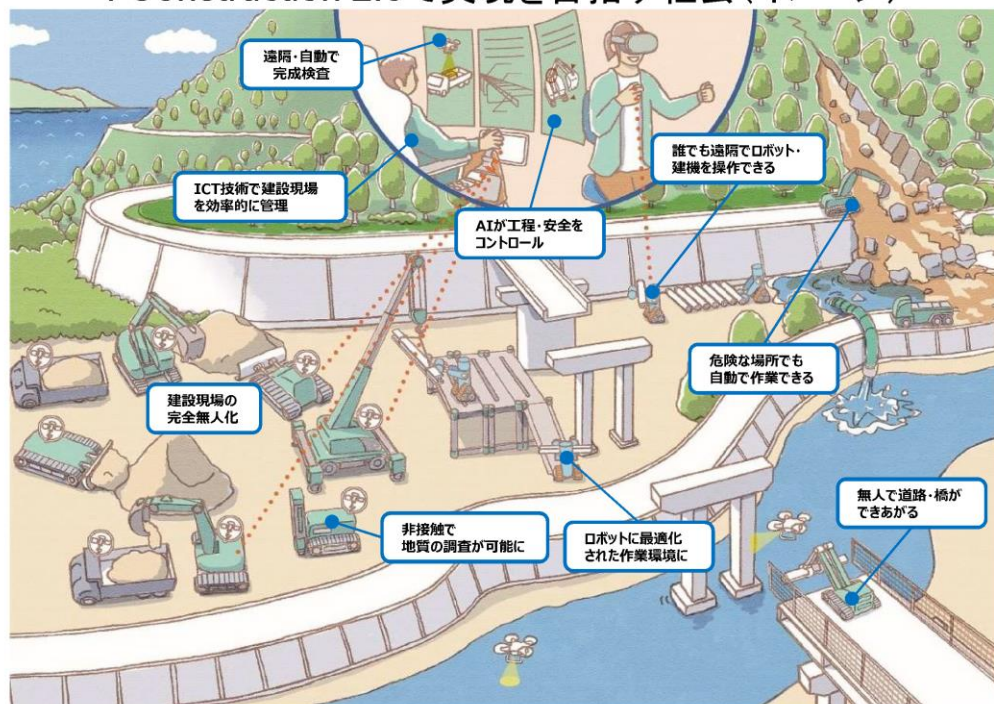 遠隔・自動で
完成検査
ICT技術で建設現場
を効率的に管理
AIが工程・安全を
コントロール
誰でも遠隔でロボット・
建機を操作できる
危険な場所でも
自動で作業できる
建設現場の
完全無人化
非接触で
地質の調査が可能に
ロボットに最適化
された作業環境に
無人で道路・橋が
できあがる